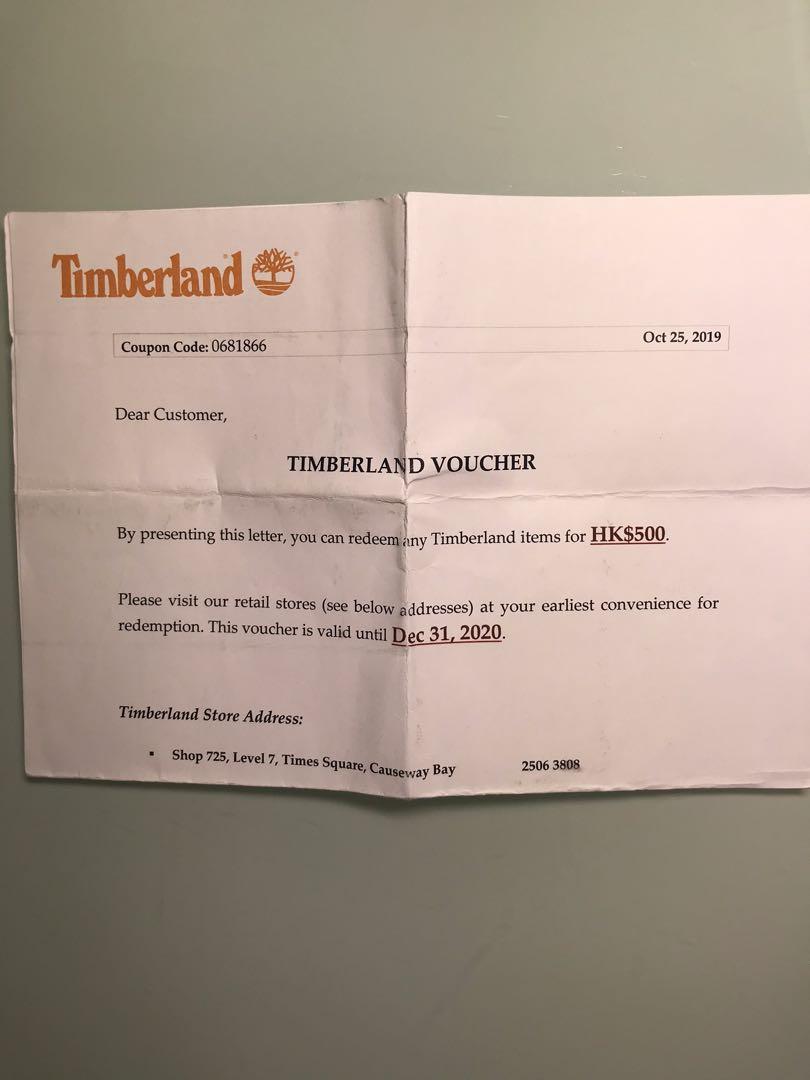 Timberland
Coupon Code: 0681866 Oct 25, 2019
Dear Customer,
TIMBERLAND VOUCHER
By presenting this letter, you can redeem any Timberland items for HK$500.
Please visit our retail stores (see below addresses) at your earliest convenience for
redemption. This voucher is valid until Dec 31, 2020.
Timberland Store Address:
▪ Shop 725, Level 7, Times Square, Causeway Bay 2506 3808